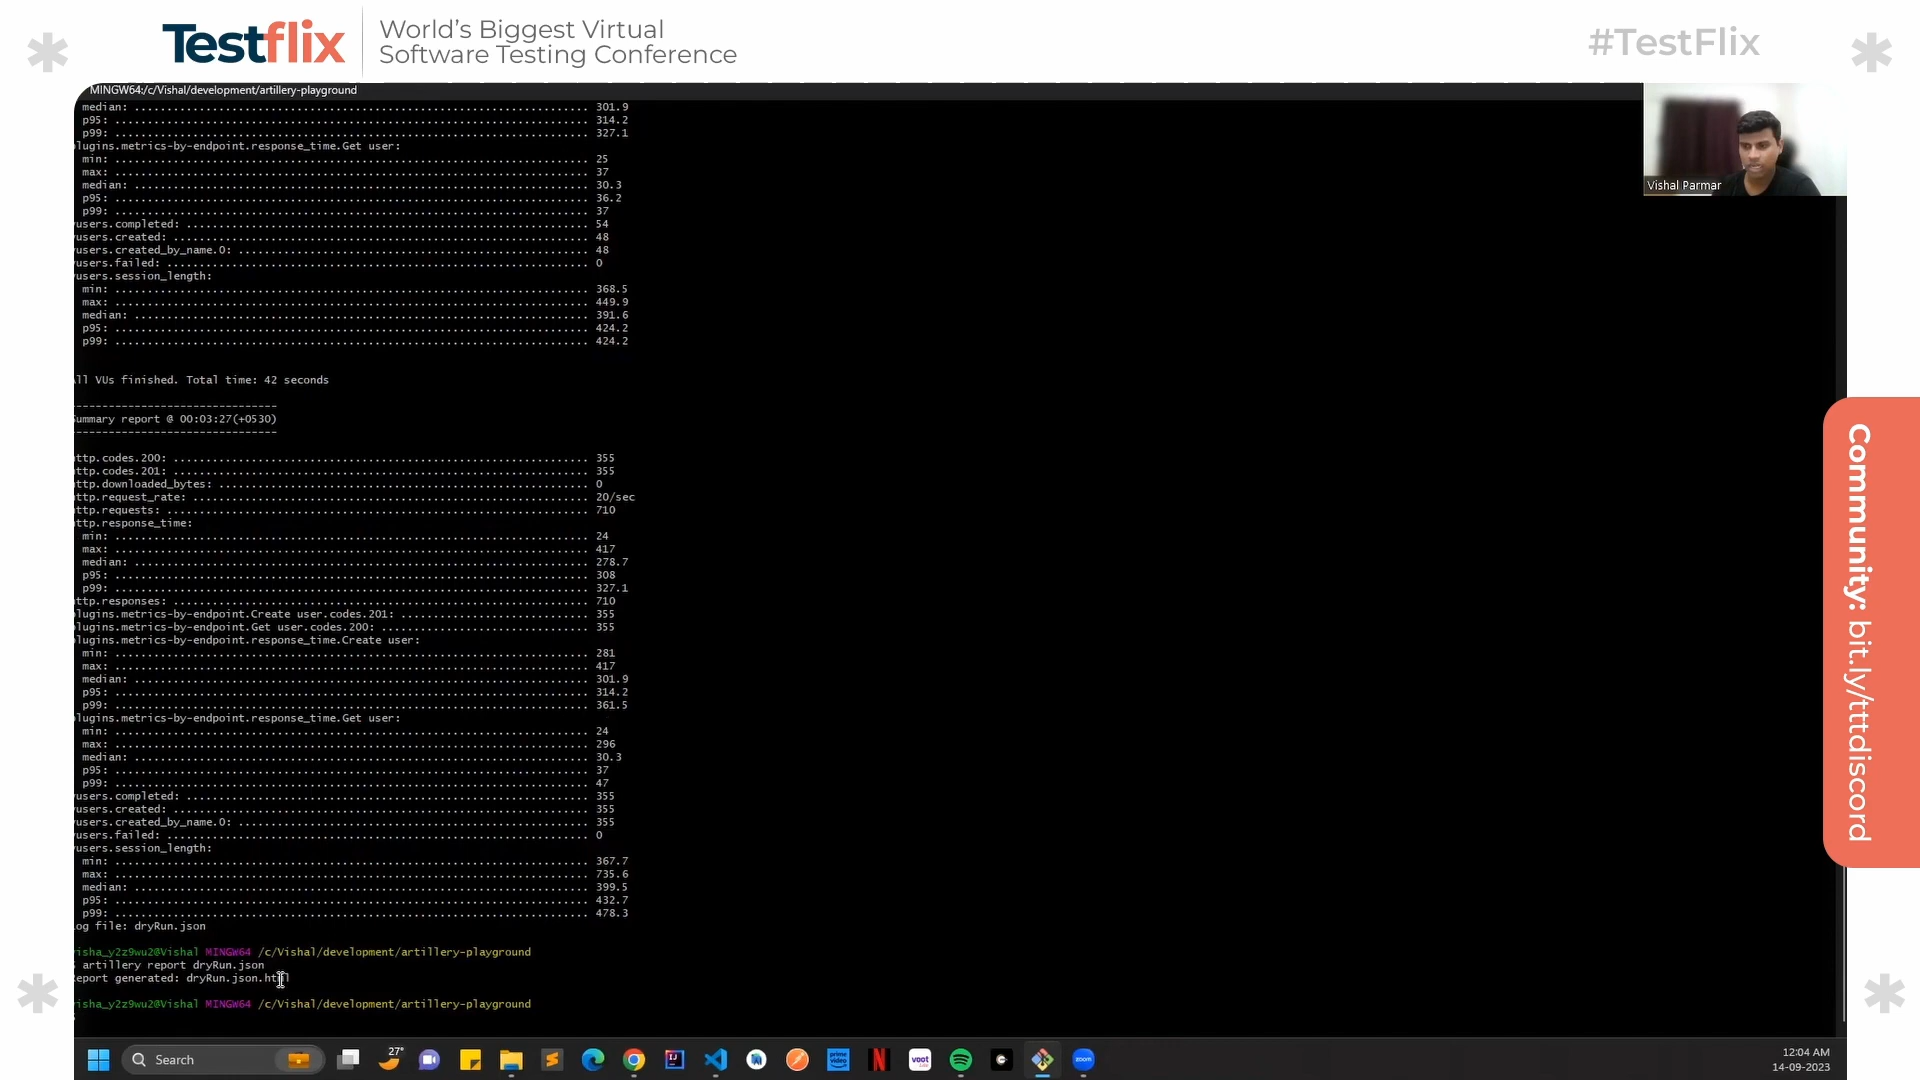 Testflix
World's Biggest Virtual
Software Testing Conference
#TestFlix
MINGW64:/c/Vishal/development/artillery-playground
median: ...................................................................... 301.9
p95: ......................................................................... 314.2
p99: ......................................................................... 327.1
lugins.metrics-by-endpoint.response_time.Get user:
min: ......................................................................... 25
max: ......................................................................... 37
median: ...................................................................... 30.3
p95: ......................................................................... 36.2
p99: ......................................................................... 37
users.completed: ............................................................... 54
users.created: ................................................................ 48
users.created_by_name.0: ....................................................... 48
users.failed: ................................................................. 0
users.session_length:
min: ......................................................................... 368.5
max: ......................................................................... 449.9
median: ...................................................................... 391.6
p95: ......................................................................... 424.2
p99: ......................................................................... 424.2
Vishal Parmar
ll VUs finished. Total time: 42 seconds
--------------------------------
Summary report @ 00:03:27(+0530)
--------------------------------
ttp.codes.200: ................................................................ 355
ttp.codes.201: ................................................................ 355
ttp.downloaded_bytes: ......................................................... 0
ttp.request_rate: ............................................................. 20/sec
ttp.requests: ................................................................. 710
ttp.response_time:
min: ......................................................................... 24
max: ......................................................................... 417
median: ...................................................................... 278.7
p95: ......................................................................... 308
p99: ......................................................................... 327.1
ttp.responses: ................................................................ 710
lugins.metrics-by-endpoint.Create user.codes.201: .............................. 355
lugins.metrics-by-endpoint.Get user.codes.200: ................................. 355
lugins.metrics-by-endpoint.response_time.Create user:
min: ......................................................................... 281
max: ......................................................................... 417
median: ...................................................................... 301.9
p95: ......................................................................... 314.2
p99: ......................................................................... 361.5
lugins.metrics-by-endpoint.response_time.Get user:
min: ......................................................................... 24
max: ......................................................................... 296
median: ...................................................................... 30.3
p95: ......................................................................... 37
p99: ......................................................................... 47
users.completed: ............................................................... 355
users.created: ................................................................ 355
users.created_by_name.0: ....................................................... 355
users.failed: ................................................................. 0
users.session_length:
min: ......................................................................... 367.7
max: ......................................................................... 735.6
median: ...................................................................... 399.5
p95: ......................................................................... 432.7
p99: ......................................................................... 478.3
og file: dryRun.json
isha_y2z9wu2@Vishal MINGW64 /c/Vishal/development/artillery-playground
$ artillery report dryRun.json
eport generated: dryRun.json.html
isha_y2z9wu2@Vishal MINGW64 /c/Vishal/development/artillery-playground
$
Community: bit.ly/tttdiscord
Search
27°
prime video
voot
zoom
12:04 AM
14-09-2023